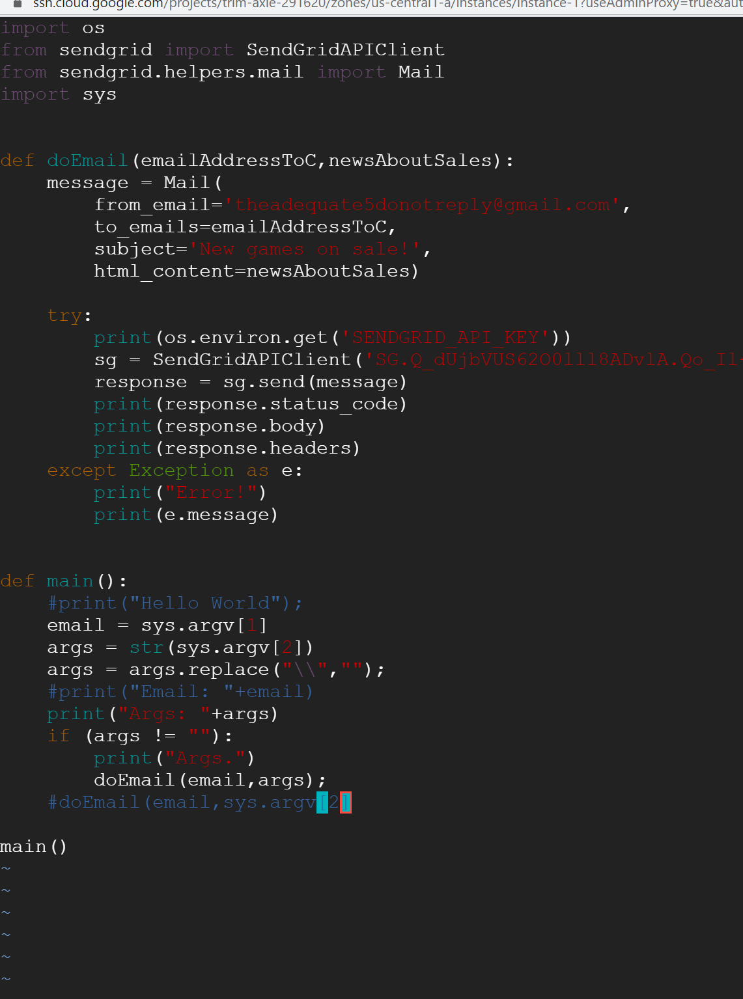 ssh.cloud.google.com/projects/trim-axle-291620/zones/us-central1-a/instances/instance-1?useAdminProxy=true&aut
import os
from sendgrid import SendGridAPIClient
from sendgrid.helpers.mail import Mail
import sys
def doEmail(emailAddressToC,newsAboutSales):
    message = Mail(
        from_email='theadequate5donotreply@gmail.com',
        to_emails=emailAddressToC,
        subject='New games on sale!',
        html_content=newsAboutSales)
    try:
        print(os.environ.get('SENDGRID_API_KEY'))
        sg = SendGridAPIClient(
        response = sg.send(message)
        print(response.status_code)
        print(response.body)
        print(response.headers)
    except Exception as e:
        print("Error!")
        print(e.message)
def main():
    #print("Hello World");
    email = sys.argv[1]
    args = str(sys.argv[2])
    args = args.replace("\\","");
    #print("Email: "+email)
    print("Args: "+args)
    if (args != ""):
        print("Args.")
        doEmail(email,args);
    #doEmail(email,sys.argv[2]
main()
~
~
~
~
~
~